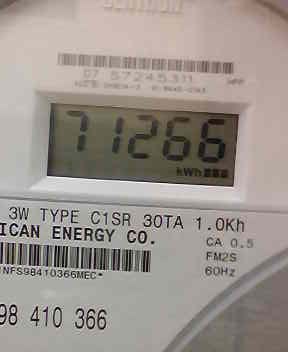 CENTRON
07 57245311
71266
kWh
3W TYPE C1SR 30TA 1.0Kh
ICAN ENERGY CO.
CA 0.5
FM2S
60Hz
NFS98410366MEC*
98 410 366